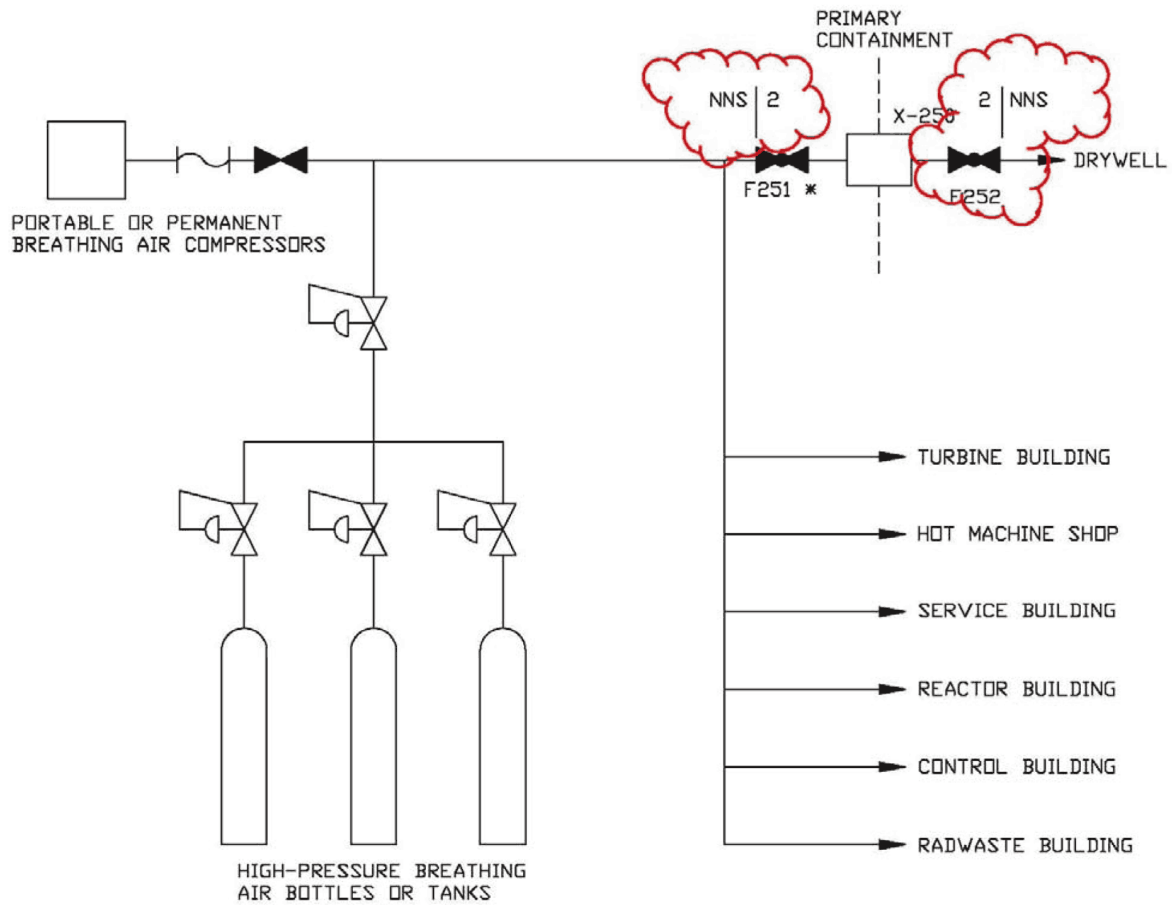 PRIMARY
CONTAINMENT
NNS 2
X-250
2 NNS
DRYWELL
F251 *
F252
PORTABLE OR PERMANENT
BREATHING AIR COMPRESSORS
TURBINE BUILDING
HOT MACHINE SHOP
SERVICE BUILDING
REACTOR BUILDING
CONTROL BUILDING
RADWASTE BUILDING
HIGH-PRESSURE BREATHING
AIR BOTTLES OR TANKS